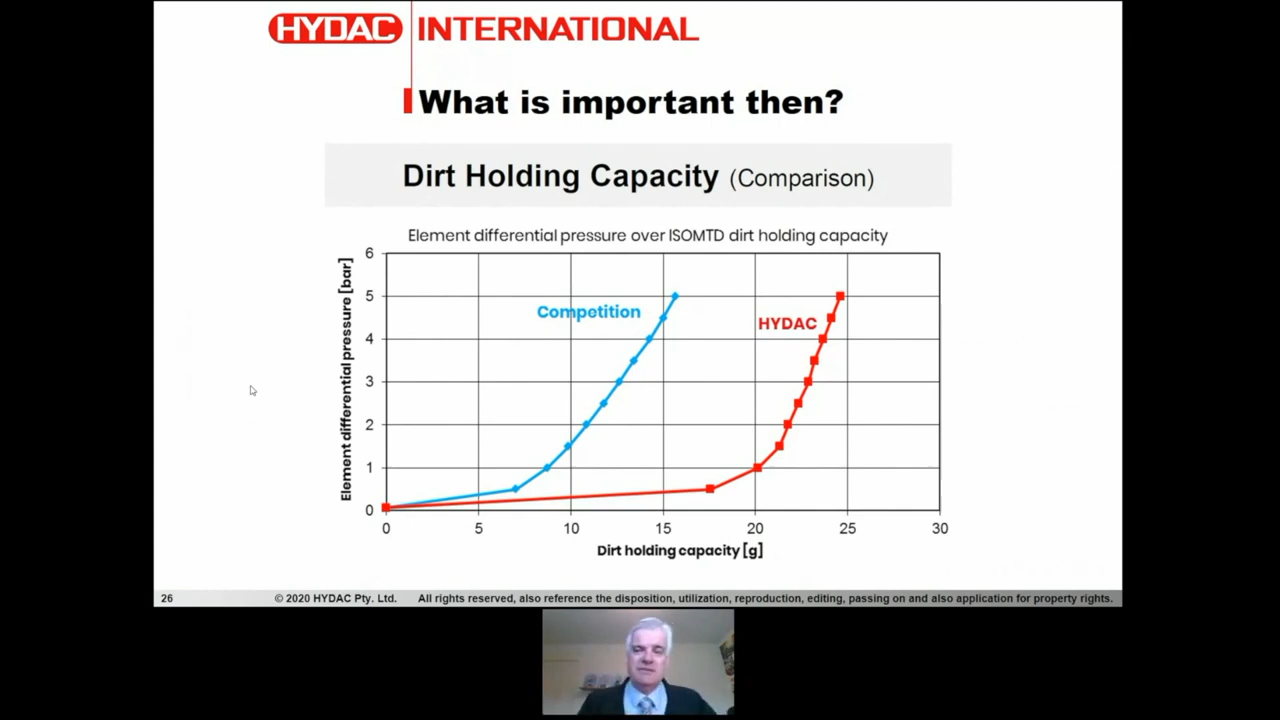 HYDAC INTERNATIONAL
What is important then?
Dirt Holding Capacity (Comparison)
Element differential pressure over ISOMTD dirt holding capacity
Element differential pressure [bar]
6
5
4
3
2
1
0
Competition
HYDAC
0 5 10 15 20 25 30
Dirt holding capacity [g]
26 © 2020 HYDAC Pty. Ltd. All rights reserved, also reference the disposition, utilization, reproduction, editing, passing on and also application for property rights.